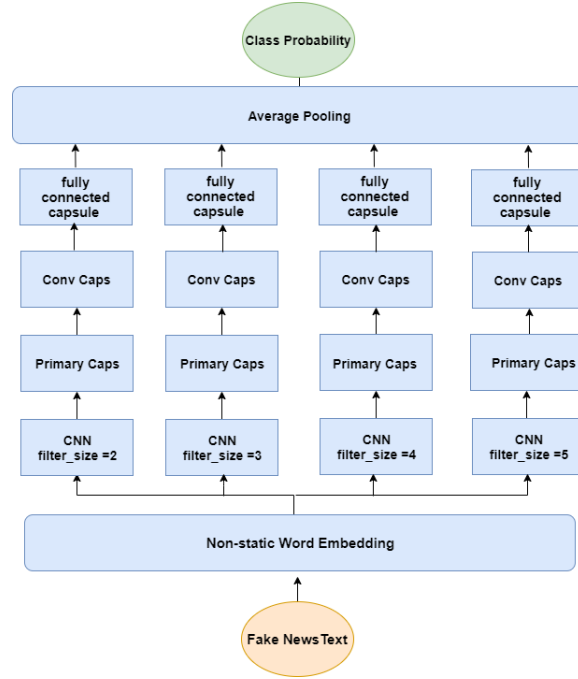 Class Probability
Average Pooling
fully
connected
capsule
fully
connected
capsule
fully
connected
capsule
fully
connected
capsule
Conv Caps
Conv Caps
Conv Caps
Conv Caps
Primary Caps
Primary Caps
Primary Caps
Primary Caps
CNN
filter_size =2
CNN
filter_size =3
CNN
filter_size =4
CNN
filter_size =5
Non-static Word Embedding
Fake NewsText